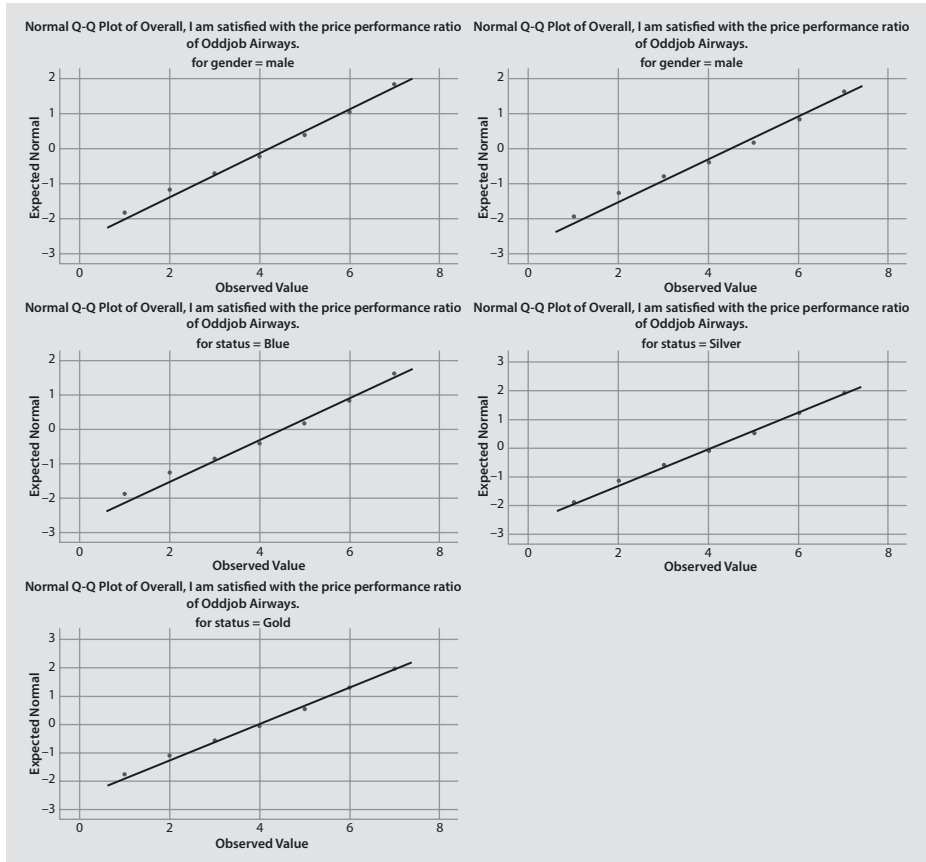 Normal Q-Q Plot of Overall, I am satisfied with the price performance ratio
of Oddjob Airways.
for gender = male
2
1
0
–1
–2
–3
Expected Normal
0 2 4 6 8
Observed Value
Normal Q-Q Plot of Overall, I am satisfied with the price performance ratio
of Oddjob Airways.
for gender = male
2
1
0
–1
–2
–3
Expected Normal
0 2 4 6 8
Observed Value
Normal Q-Q Plot of Overall, I am satisfied with the price performance ratio
of Oddjob Airways.
for status = Blue
2
1
0
–1
–2
–3
Expected Normal
0 2 4 6 8
Observed Value
Normal Q-Q Plot of Overall, I am satisfied with the price performance ratio
of Oddjob Airways.
for status = Silver
3
2
1
0
–1
–2
–3
Expected Normal
0 2 4 6 8
Observed Value
Normal Q-Q Plot of Overall, I am satisfied with the price performance ratio
of Oddjob Airways.
for status = Gold
3
2
1
0
–1
–2
–3
Expected Normal
0 2 4 6 8
Observed Value